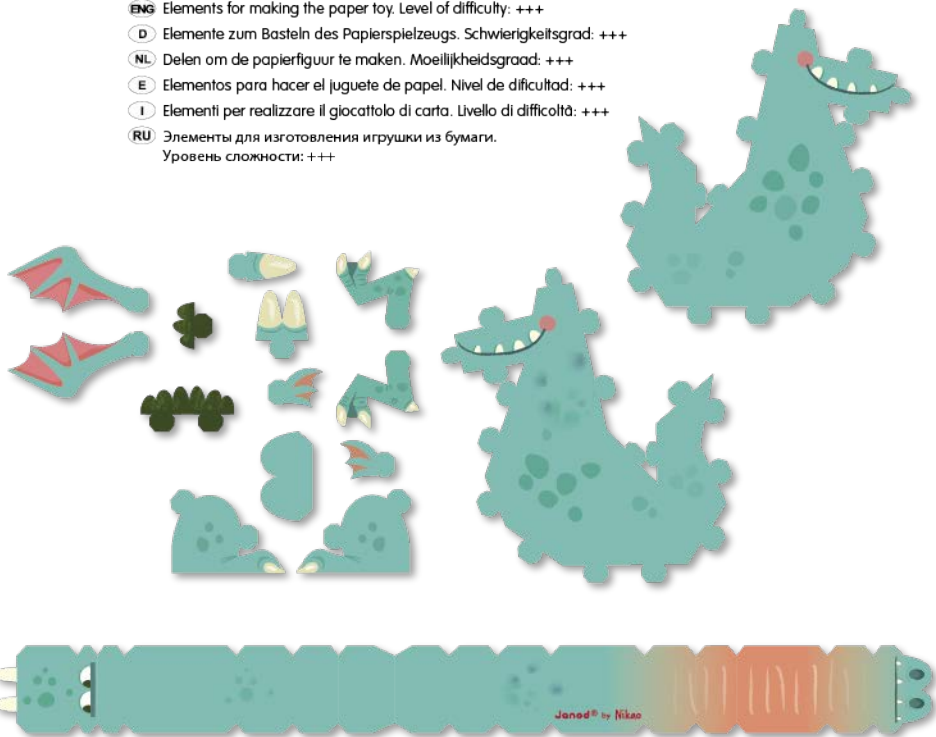 ENG Elements for making the paper toy. Level of difficulty: +++
D Elemente zum Basteln des Papierspielzeugs. Schwierigkeitsgrad: +++
NL Delen om de papierfiguur te maken. Moeilijkheidsgraad: +++
E Elementos para hacer el juguete de papel. Nivel de dificultad: +++
I Elementi per realizzare il giocattolo di carta. Livello di difficoltà: +++
RU Элементы для изготовления игрушки из бумаги.
Уровень сложности: +++
Janod® by Nikao